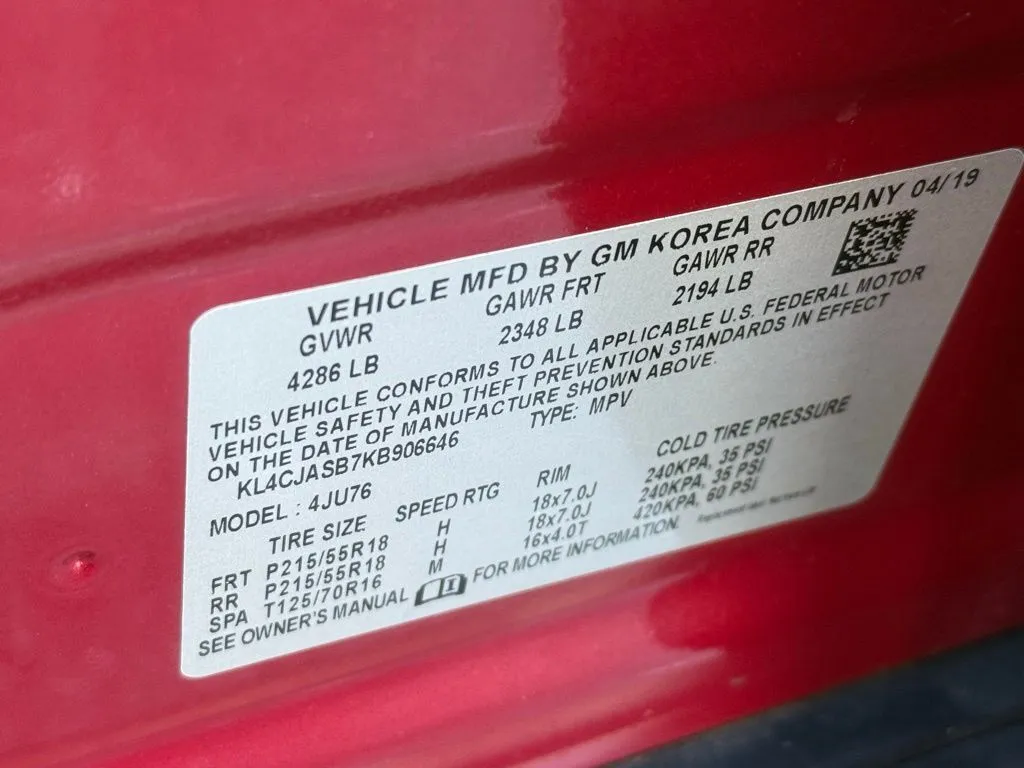 VEHICLE MFD BY GM KOREA COMPANY 04/19
GVWR GAWR FRT GAWR RR
4286 LB 2348 LB 2194 LB
THIS VEHICLE CONFORMS TO ALL APPLICABLE U.S. FEDERAL MOTOR
VEHICLE SAFETY AND THEFT PREVENTION STANDARDS IN EFFECT
ON THE DATE OF MANUFACTURE SHOWN ABOVE.
KL4CJASB7KB906646 TYPE: MPV
MODEL : 4JU76
TIRE SIZE SPEED RTG RIM COLD TIRE PRESSURE
FRT P215/55R18 H 18x7.0J 240KPA, 35 PSI
RR P215/55R18 H 18x7.0J 240KPA, 35 PSI
SPA T125/70R16 M 16x4.0T 420KPA, 60 PSI
SEE OWNER'S MANUAL FOR MORE INFORMATION.